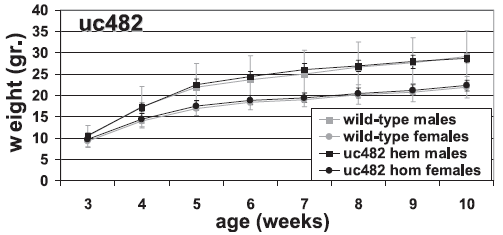 uc482
weight (gr.)
40
35
30
25
20
15
10
5
0
wild-type males
wild-type females
uc482 hem males
uc482 hom females
3 4 5 6 7 8 9 10
age (weeks)